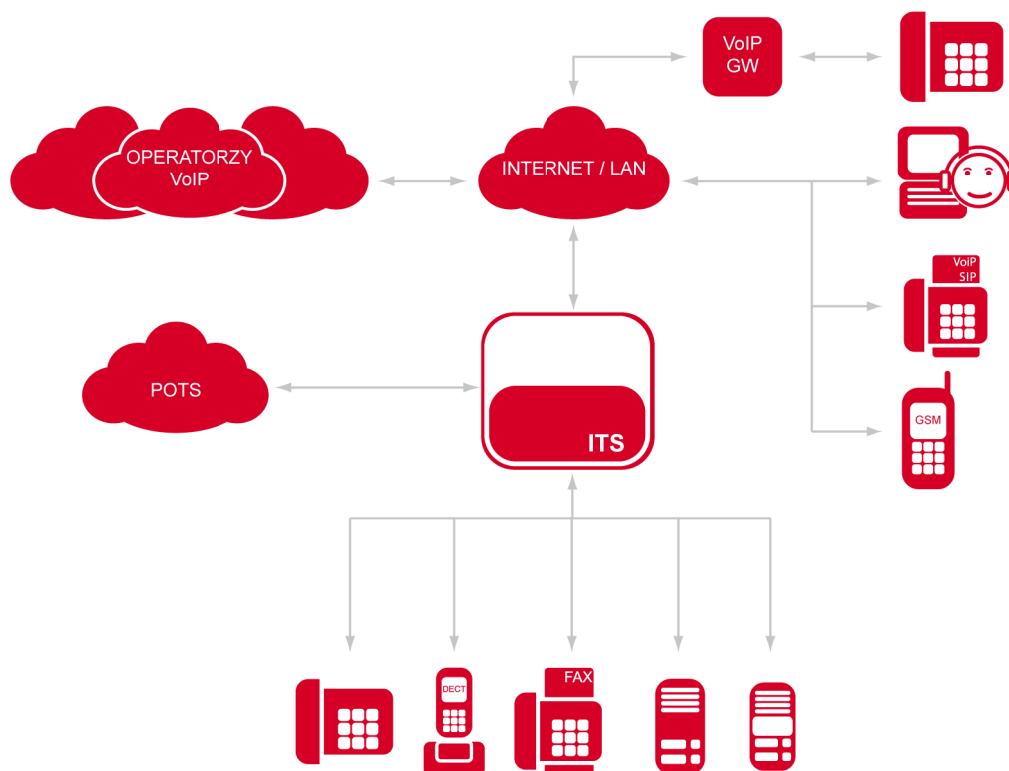 VoIP
GW
OPERATORZY
VoIP
INTERNET / LAN
VoiP
SIP
POTS
GSM
ITS
DECT
FAX